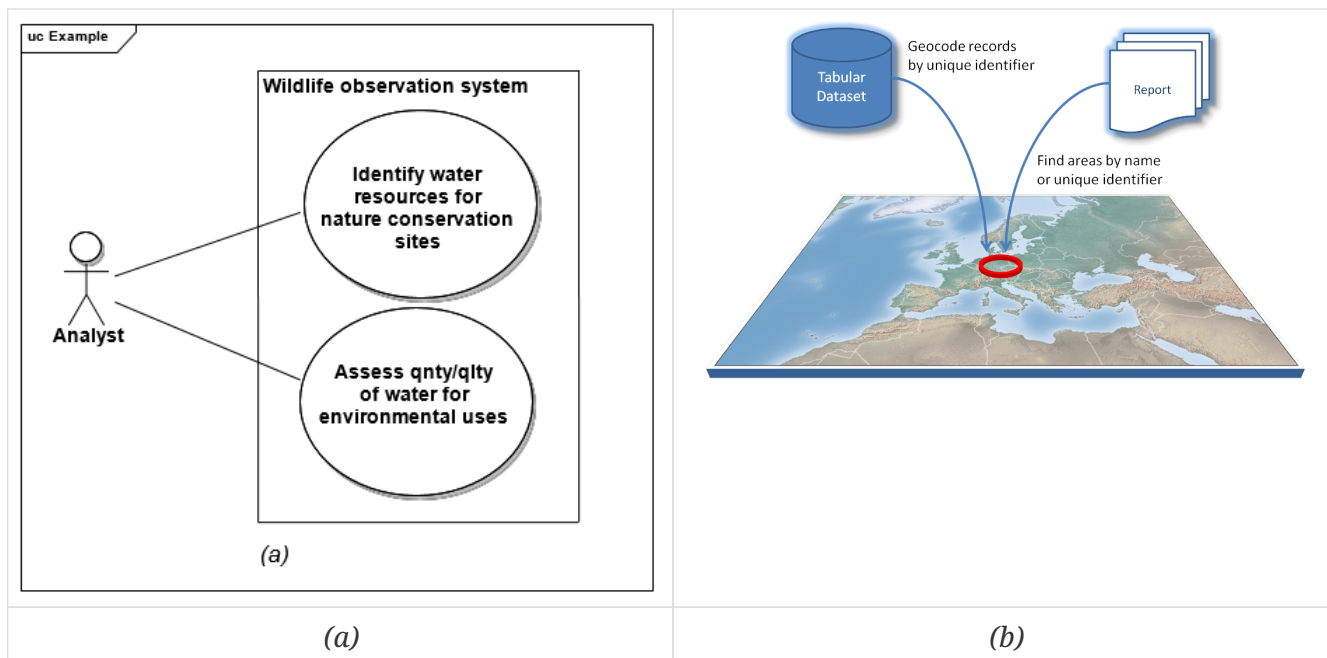 uc Example
Wildlife observation system
Identify water
resources for
nature conservation
sites
Analyst
Assess qnty/qlty
of water for
environmental uses
(a)
(a)
Geocode records
by unique identifier
Tabular
Dataset
Report
Find areas by name
or unique identifier
(b)